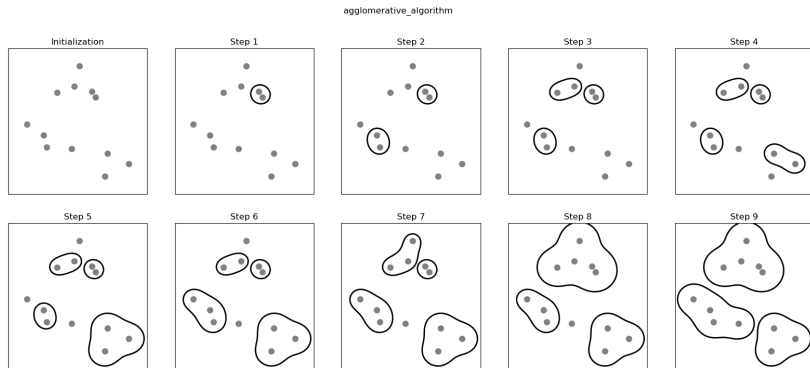 agglomerative_algorithm
Initialization
Step 1
Step 2
Step 3
Step 4
Step 5
Step 6
Step 7
Step 8
Step 9